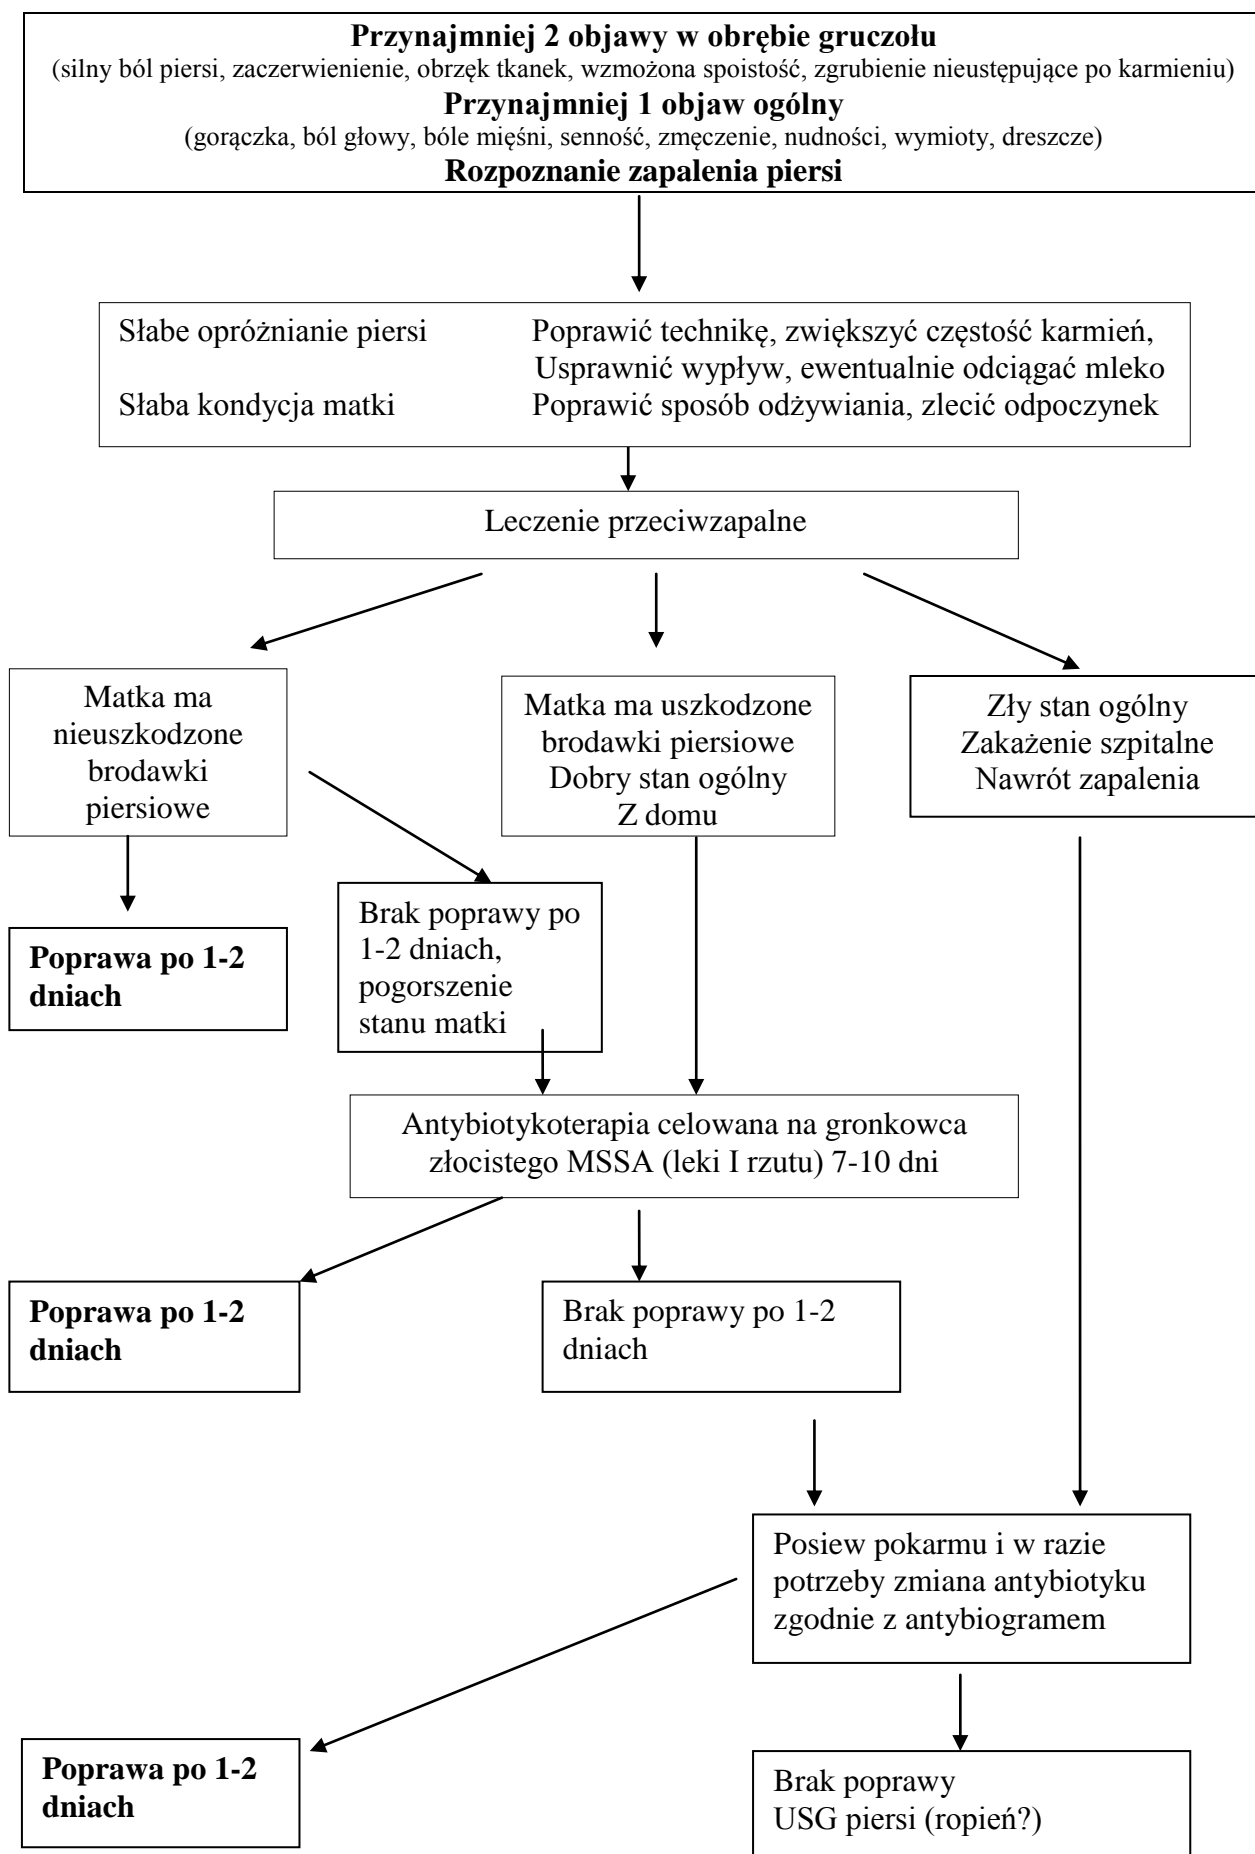 Przynajmniej 2 objawy w obrębie gruczołu
(silny ból piersi, zaczerwienienie, obrzęk tkanek, wzmożona spoistość, zgrubienie nieustępujące po karmieniu)
Przynajmniej 1 objaw ogólny
(gorączka, ból głowy, bóle mięśni, senność, zmęczenie, nudności, wymioty, dreszcze)
Rozpoznanie zapalenia piersi
Słabe opróżnianie piersi Poprawić technikę, zwiększyć częstość karmień,
Usprawnić wypływ, ewentualnie odciągać mleko
Słaba kondycja matki Poprawić sposób odżywiania, zlecić odpoczynek
Leczenie przeciwzapalne
Matka ma
nieuszkodzone
brodawki
piersiowe
Matka ma uszkodzone
brodawki piersiowe
Dobry stan ogólny
Z domu
Zły stan ogólny
Zakażenie szpitalne
Nawrót zapalenia
Poprawa po 1-2
dniach
Brak poprawy po
1-2 dniach,
pogorszenie
stanu matki
Antybiotykoterapia celowana na gronkowca
złocistego MSSA (leki I rzutu) 7-10 dni
Poprawa po 1-2
dniach
Brak poprawy po 1-2
dniach
Posiew pokarmu i w razie
potrzeby zmiana antybiotyku
zgodnie z antybiogramem
Poprawa po 1-2
dniach
Brak poprawy
USG piersi (ropień?)